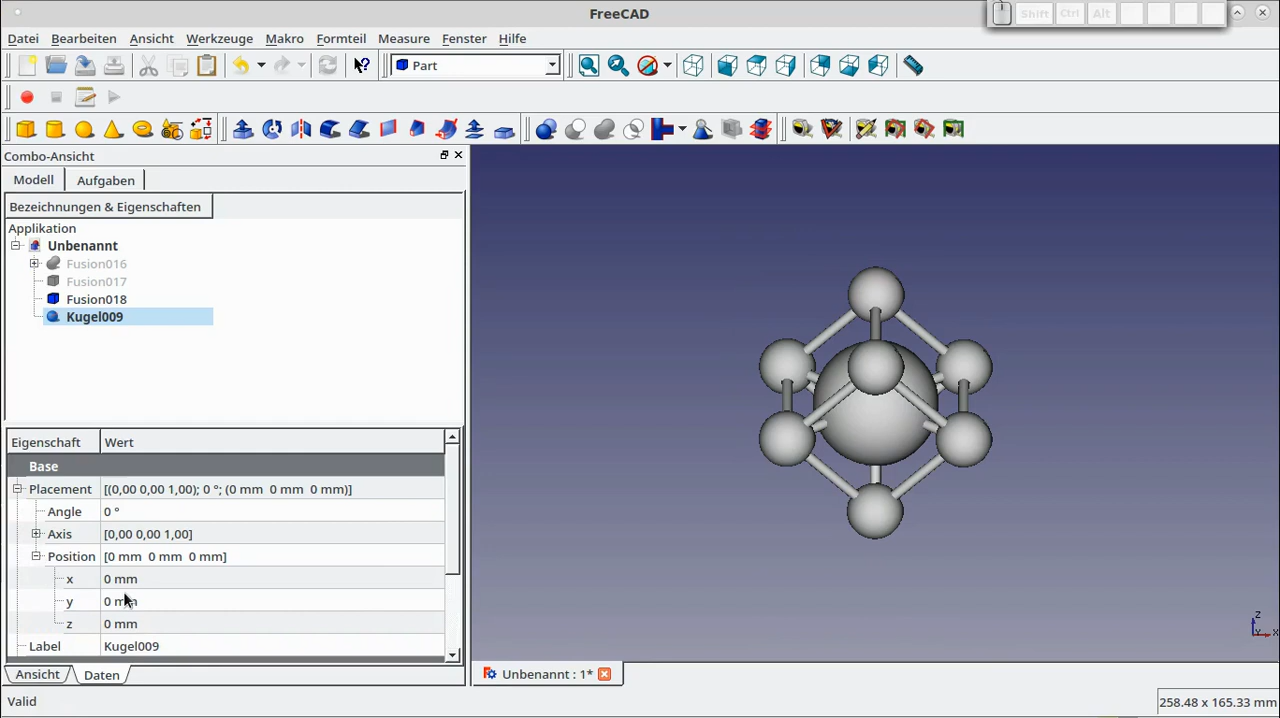 FreeCAD
Shift Ctrl Alt
Datei Bearbeiten Ansicht Werkzeuge Makro Formteil Measure Fenster Hilfe
Part
Combo-Ansicht
Modell Aufgaben
Bezeichnungen & Eigenschaften
Applikation
Unbenannt
Fusion016
Fusion017
Fusion018
Kugel009
Eigenschaft Wert
Base
Placement [(0,00 0,00 1,00); 0 °; (0 mm 0 mm 0 mm)]
Angle 0 °
Axis [0,00 0,00 1,00]
Position [0 mm 0 mm 0 mm]
x 0 mm
y 0 mm
z 0 mm
Label Kugel009
Ansicht Daten
Unbenannt : 1*
Valid
258.48 x 165.33 mm
Z
Y X